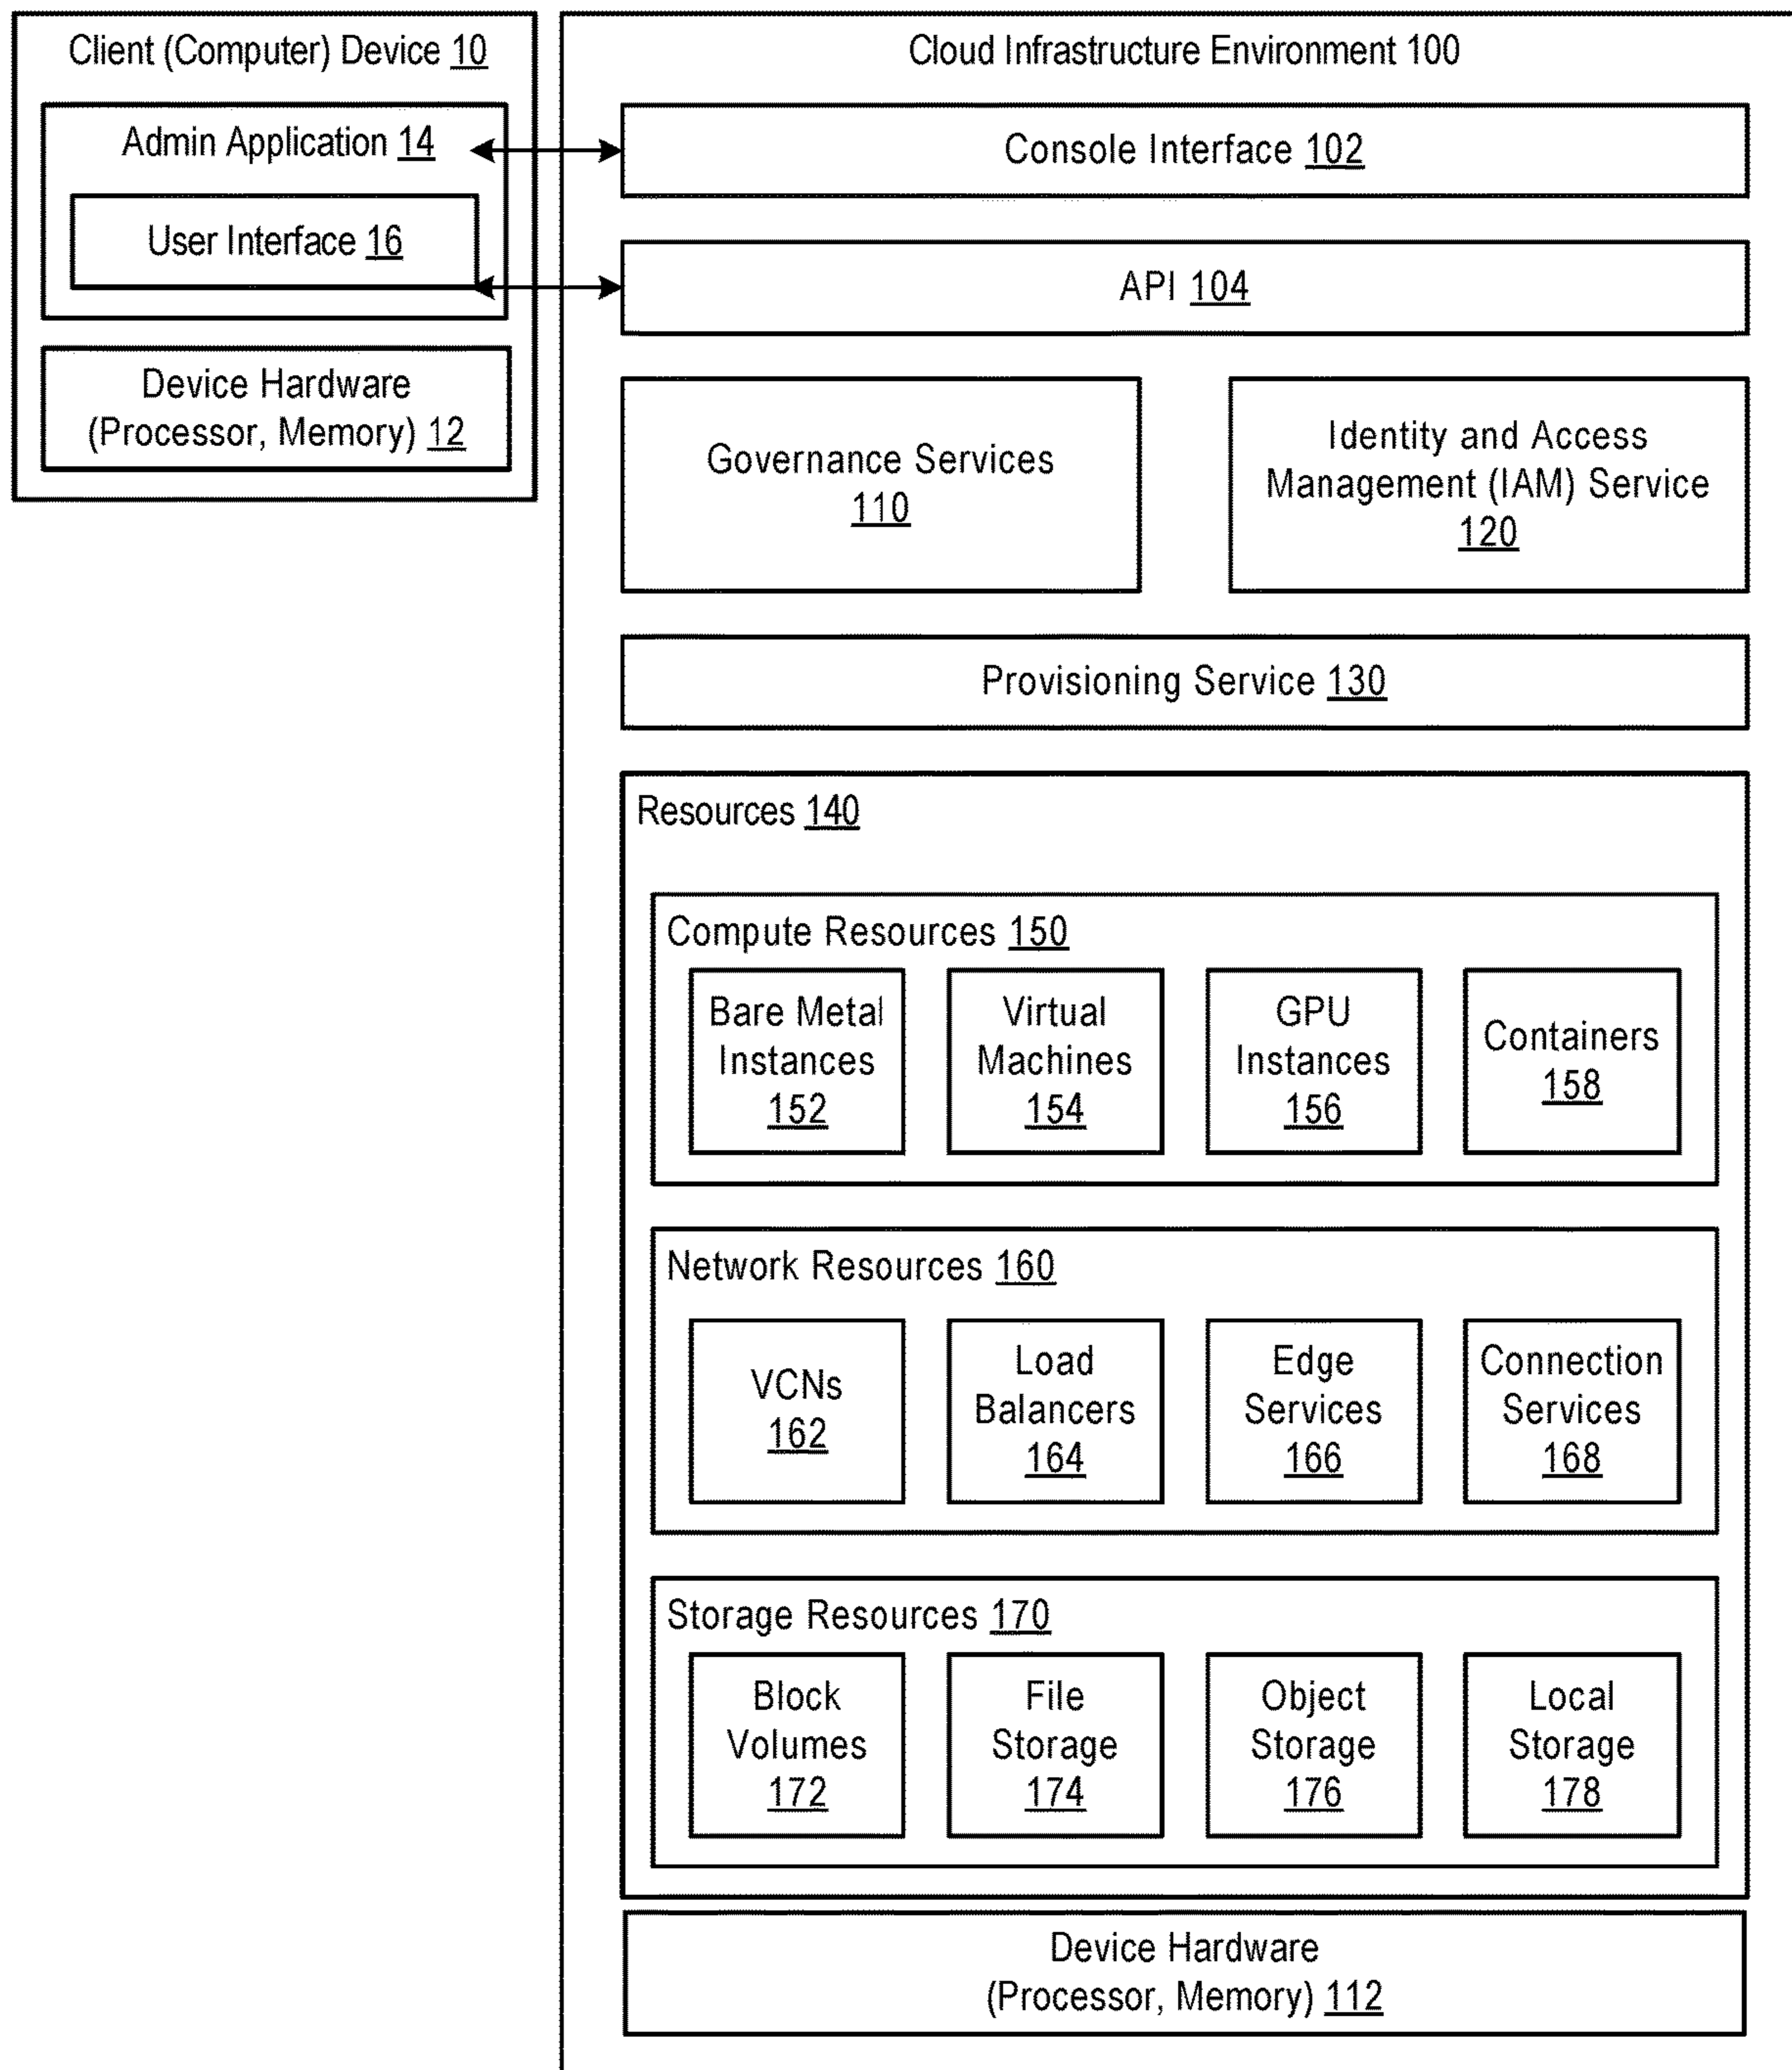 Client (Computer) Device 10
Admin Application 14
User Interface 16
Device Hardware
(Processor, Memory) 12
Cloud Infrastructure Environment 100
Console Interface 102
API 104
Governance Services
110
Identity and Access
Management (IAM) Service
120
Provisioning Service 130
Resources 140
Compute Resources 150
Bare Metal
Instances
152
Virtual
Machines
154
GPU
Instances
156
Containers
158
Network Resources 160
VCNs
162
Load
Balancers
164
Edge
Services
166
Connection
Services
168
Storage Resources 170
Block
Volumes
172
File
Storage
174
Object
Storage
176
Local
Storage
178
Device Hardware
(Processor, Memory) 112